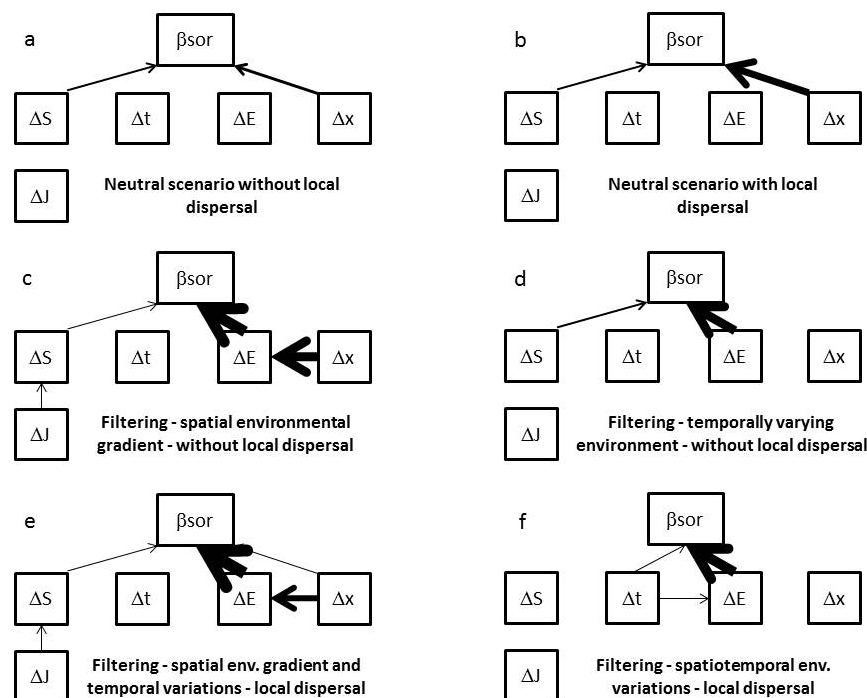 a
βsor
ΔS Δt ΔE Δx
ΔJ
Neutral scenario without local
dispersal
b
βsor
ΔS Δt ΔE Δx
ΔJ
Neutral scenario with local
dispersal
c
βsor
ΔS Δt ΔE Δx
ΔJ
Filtering - spatial environmental
gradient - without local dispersal
d
βsor
ΔS Δt ΔE Δx
ΔJ
Filtering - temporally varying
environment - without local dispersal
e
βsor
ΔS Δt ΔE Δx
ΔJ
Filtering - spatial env. gradient and
temporal variations - local dispersal
f
βsor
ΔS Δt ΔE Δx
ΔJ
Filtering - spatiotemporal env.
variations - local dispersal